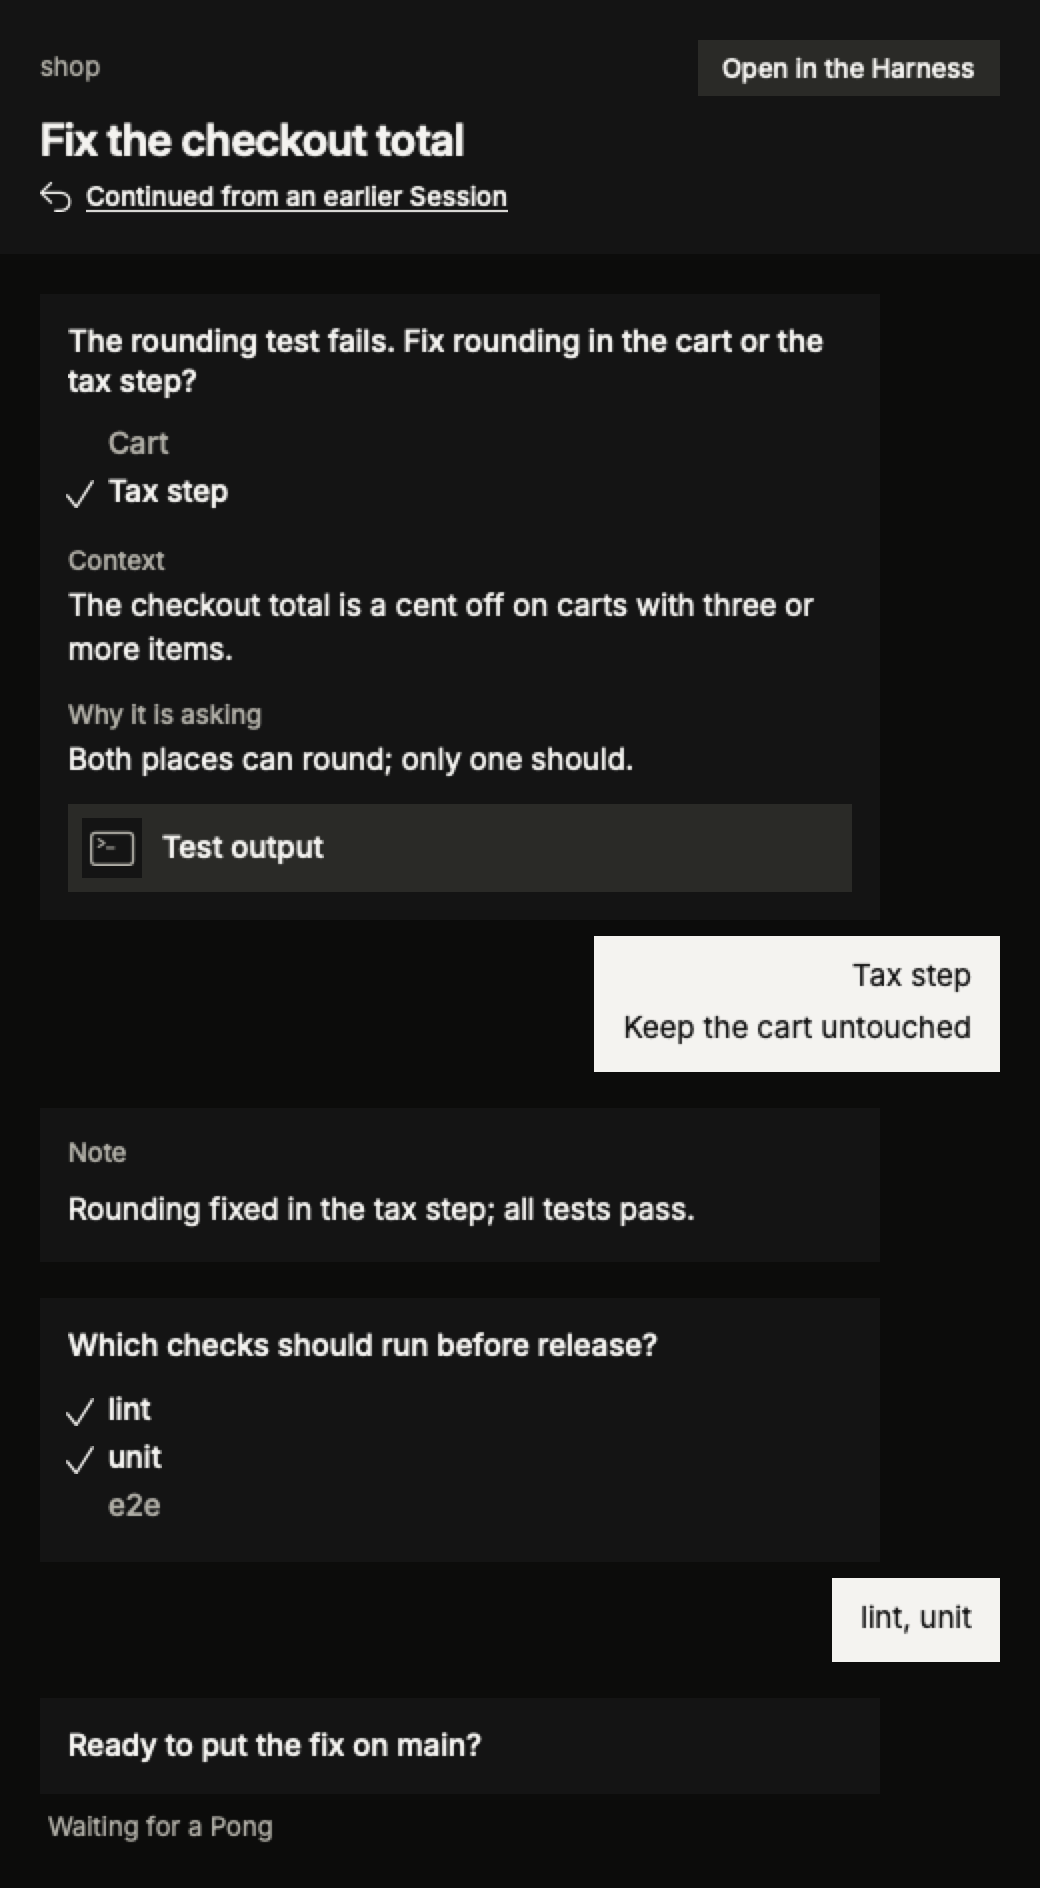 shop
Open in the Harness
Fix the checkout total
Continued from an earlier Session
The rounding test fails. Fix rounding in the cart or the
tax step?
Cart
Tax step
Context
The checkout total is a cent off on carts with three or
more items.
Why it is asking
Both places can round; only one should.
>_ Test output
Tax step
Keep the cart untouched
Note
Rounding fixed in the tax step; all tests pass.
Which checks should run before release?
lint
unit
e2e
lint, unit
Ready to put the fix on main?
Waiting for a Pong